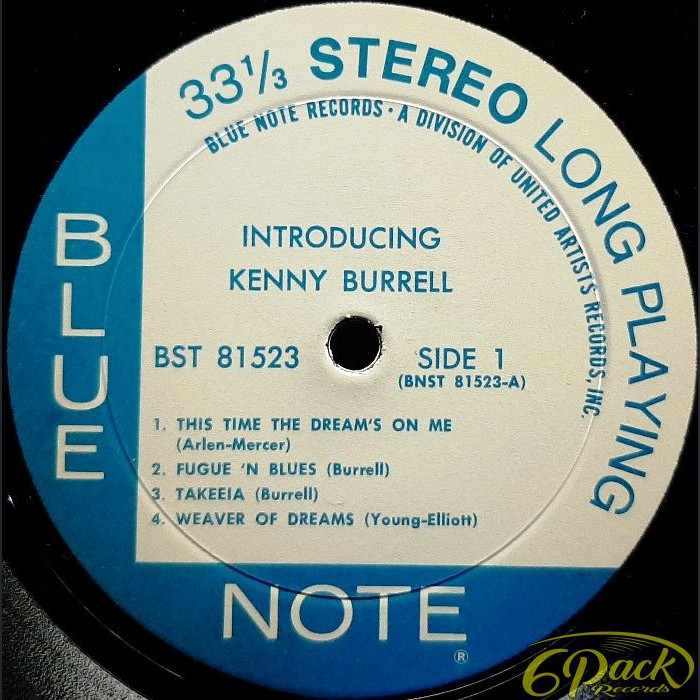 33⅓ STEREO LONG PLAYING
BLUE NOTE RECORDS • A DIVISION OF UNITED ARTISTS RECORDS, INC.
INTRODUCING
KENNY BURRELL
BST 81523
SIDE 1
(BNST 81523-A)
1. THIS TIME THE DREAM'S ON ME
(Arlen-Mercer)
2. FUGUE 'N BLUES (Burrell)
3. TAKEEIA (Burrell)
4. WEAVER OF DREAMS (Young-Elliott)
BLUE
NOTE®
6Pack
Records